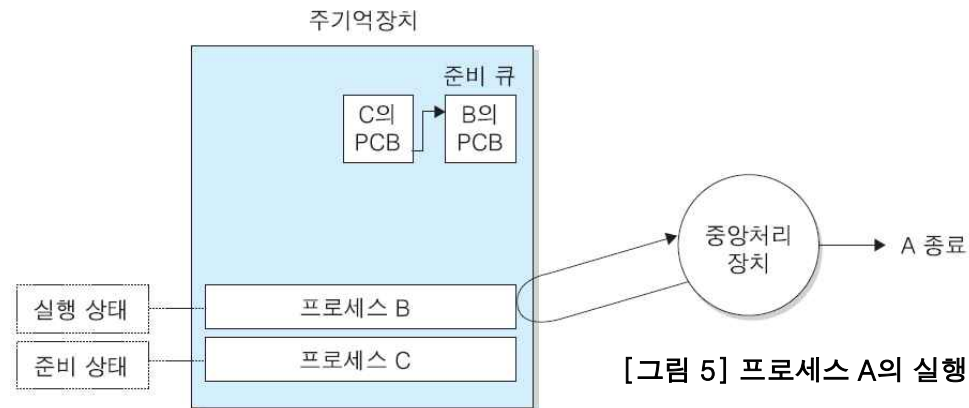 주기억장치
준비 큐
C의
PCB
B의
PCB
중앙처리
장치
A 종료
실행 상태
프로세스 B
준비 상태
프로세스 C
[그림 5] 프로세스 A의 실행